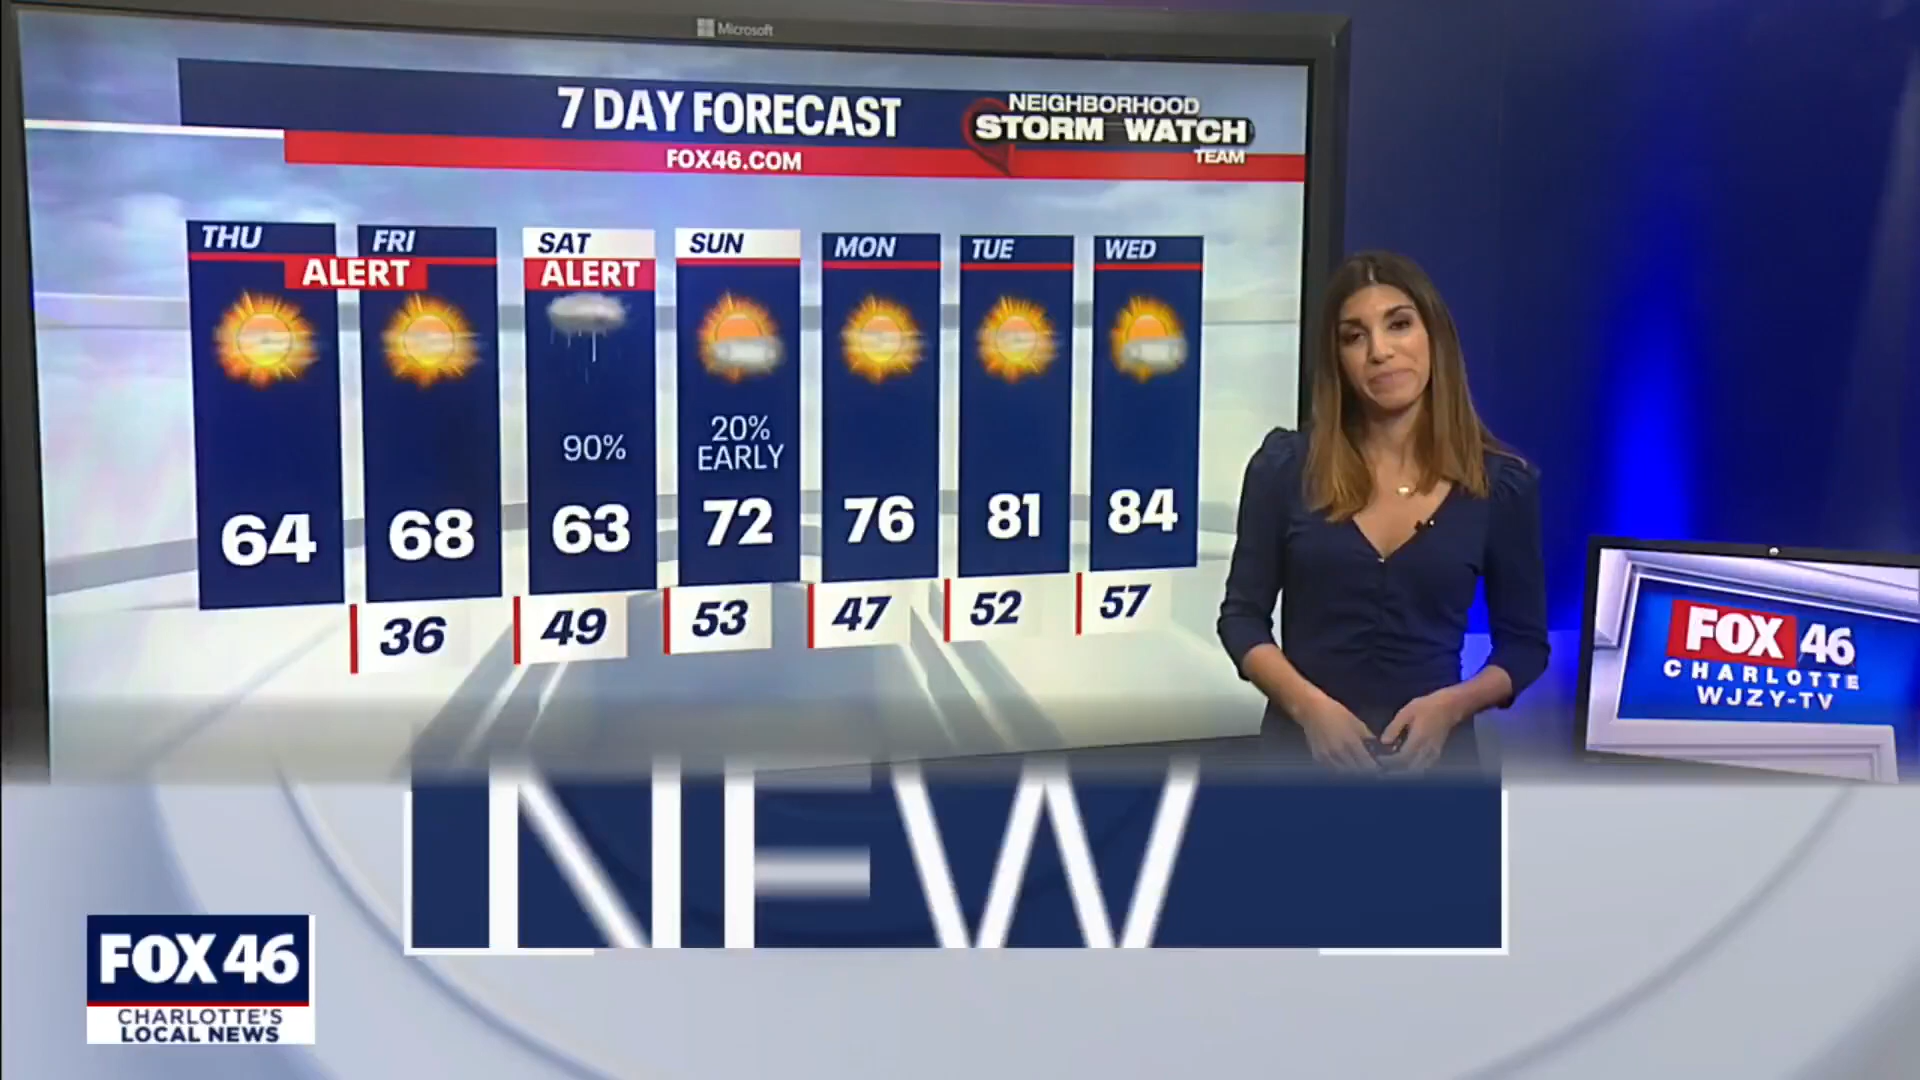 Microsoft
7 DAY FORECAST
NEIGHBORHOOD
STORM WATCH
TEAM
FOX46.COM
THU FRI SAT SUN MON TUE WED
ALERT ALERT
90% 20%
EARLY
64 68 63 72 76 81 84
36 49 53 47 52 57
FOX 46
CHARLOTTE
WJZY-TV
NEW
FOX 46
CHARLOTTE'S
LOCAL NEWS